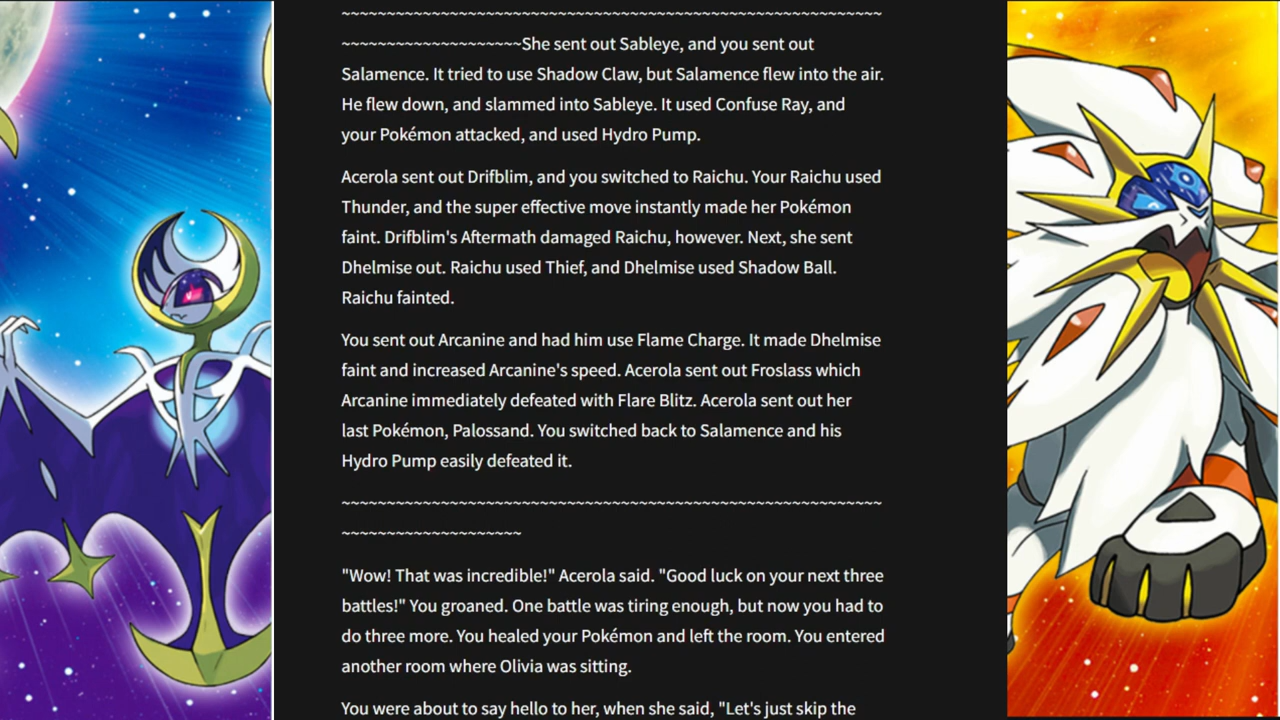 ~~~~~~~~~~~~~~~~~~~~~~~~~~~~~~~~~~~~~~~~~~~~~~~~~~~~~~~~~~~~
~~~~~~~~~~~~~~~~~~~~She sent out Sableye, and you sent out
Salamence. It tried to use Shadow Claw, but Salamence flew into the air.
He flew down, and slammed into Sableye. It used Confuse Ray, and
your Pokémon attacked, and used Hydro Pump.
Acerola sent out Drifblim, and you switched to Raichu. Your Raichu used
Thunder, and the super effective move instantly made her Pokémon
faint. Drifblim's Aftermath damaged Raichu, however. Next, she sent
Dhelmise out. Raichu used Thief, and Dhelmise used Shadow Ball.
Raichu fainted.
You sent out Arcanine and had him use Flame Charge. It made Dhelmise
faint and increased Arcanine's speed. Acerola sent out Froslass which
Arcanine immediately defeated with Flare Blitz. Acerola sent out her
last Pokémon, Palossand. You switched back to Salamence and his
Hydro Pump easily defeated it.
~~~~~~~~~~~~~~~~~~~~~~~~~~~~~~~~~~~~~~~~~~~~~~~~~~~~~~~~~~~~
~~~~~~~~~~~~~~~~~~~~
"Wow! That was incredible!" Acerola said. "Good luck on your next three
battles!" You groaned. One battle was tiring enough, but now you had to
do three more. You healed your Pokémon and left the room. You entered
another room where Olivia was sitting.
You were about to say hello to her, when she said, "Let's just skip the